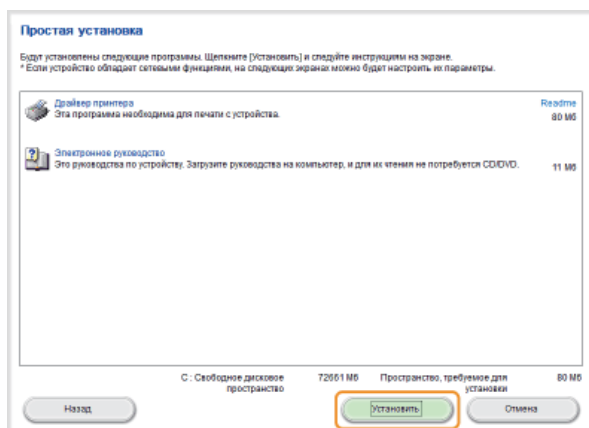 Простая установка
Будут установлены следующие программы. Щелкните [Установить] и следуйте инструкциям на экране.
* Если устройство обладает сетевыми функциями, на следующих экранах можно будет настроить их параметры.
Драйвер принтера Readme
Эта программа необходима для печати с устройства. 80 Мб
Электронное руководство
Это руководства по устройству. Загрузите руководства на компьютер, и для их чтения не потребуется CD/DVD. 11 Мб
C : Свободное дисковое 72661 Мб Пространство, требуемое для 80 Мб
пространство установки
Назад Установить Отмена